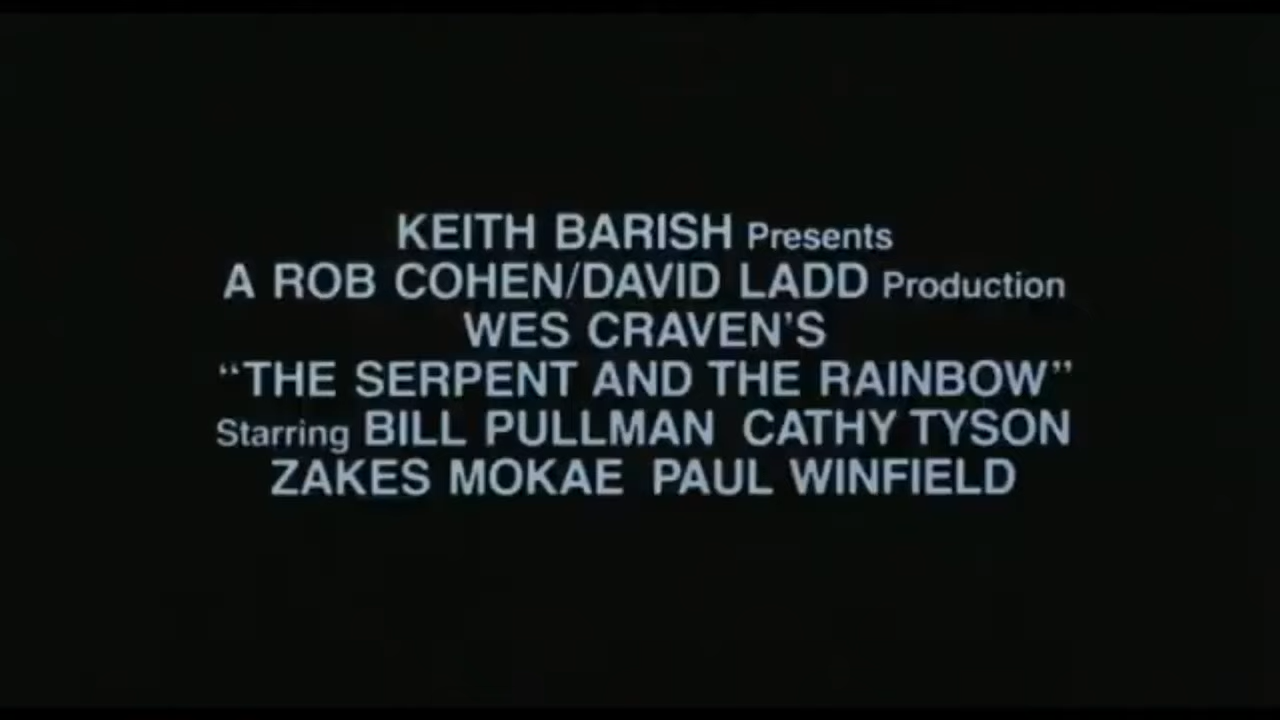 KEITH BARISH Presents
A ROB COHEN/DAVID LADD Production
WES CRAVEN'S
“THE SERPENT AND THE RAINBOW”
Starring BILL PULLMAN CATHY TYSON
ZAKES MOKAE PAUL WINFIELD